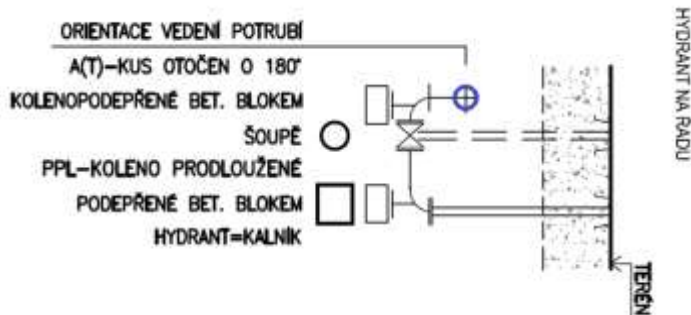 ORIENTACE VEDENÍ POTRUBÍ
A(T)-KUS OTOČEN O 180°
KOLENOPODEPŘENÉ BET. BLOKEM
ŠOUPĚ
PPL-KOLENO PRODLOUŽENÉ
PODEPŘENÉ BET. BLOKEM
HYDRANT=KALNÍK
HYDRANT NA RADU
TERÉN